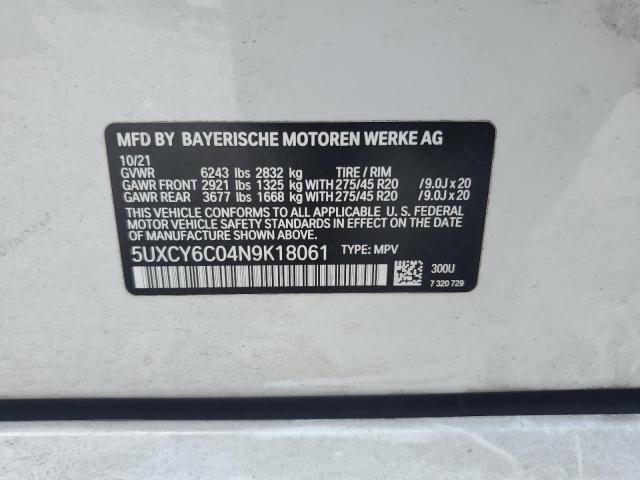 MFD BY BAYERISCHE MOTOREN WERKE AG
10/21
GVWR 6243 lbs 2832 kg TIRE / RIM
GAWR FRONT 2921 lbs 1325 kg WITH 275/45 R20 /9.0J x 20
GAWR REAR 3677 lbs 1668 kg WITH 275/45 R20 /9.0J x 20
THIS VEHICLE CONFORMS TO ALL APPLICABLE U. S. FEDERAL
MOTOR VEHICLE SAFETY STANDARDS IN EFFECT ON THE
DATE OF MANUFACTURE SHOWN ABOVE.
5UXCY6C04N9K18061 TYPE: MPV
300U
7 320 729